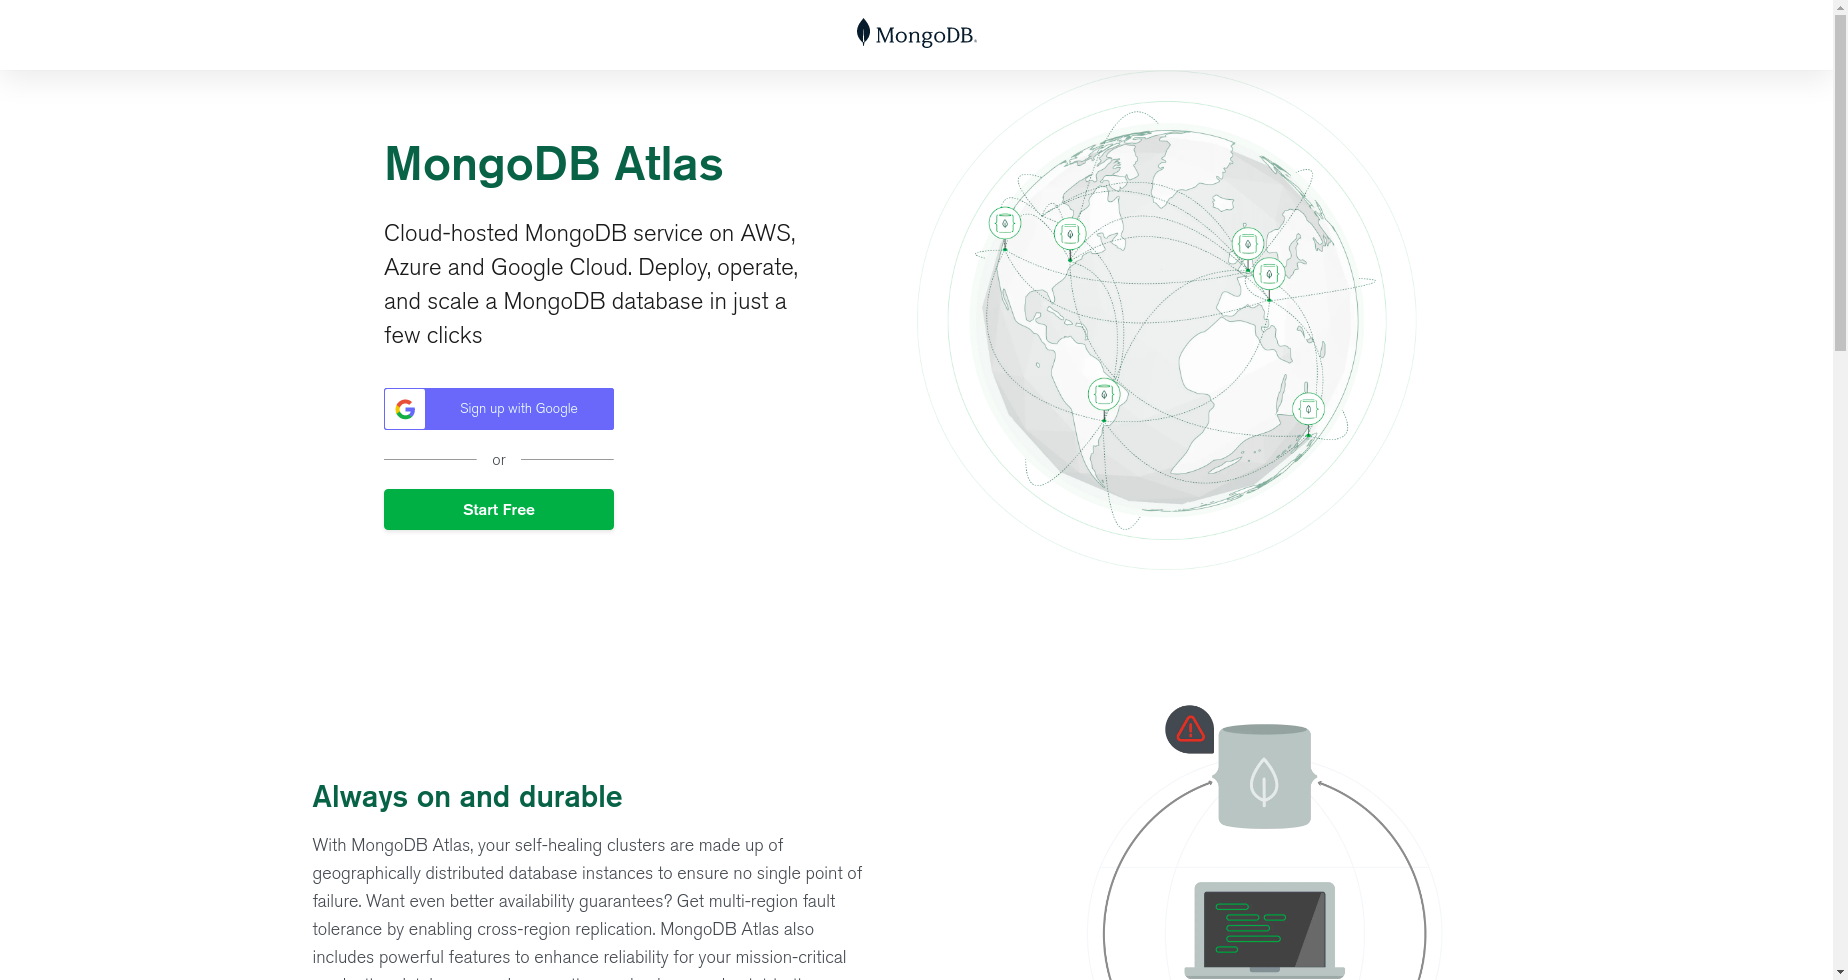 MongoDB.
MongoDB Atlas
Cloud-hosted MongoDB service on AWS,
Azure and Google Cloud. Deploy, operate,
and scale a MongoDB database in just a
few clicks
Sign up with Google
or
Start Free
Always on and durable
With MongoDB Atlas, your self-healing clusters are made up of
geographically distributed database instances to ensure no single point of
failure. Want even better availability guarantees? Get multi-region fault
tolerance by enabling cross-region replication. MongoDB Atlas also
includes powerful features to enhance reliability for your mission-critical